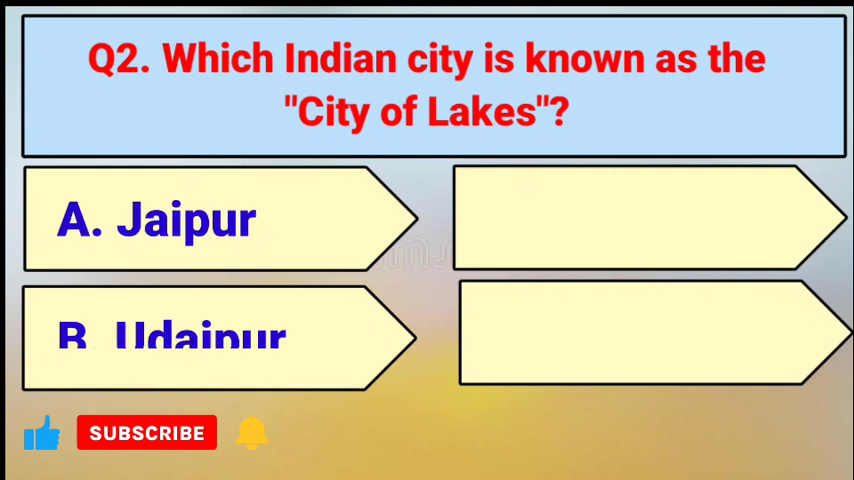 Q2. Which Indian city is known as the
"City of Lakes"?
A. Jaipur
B. Udaipur
SUBSCRIBE